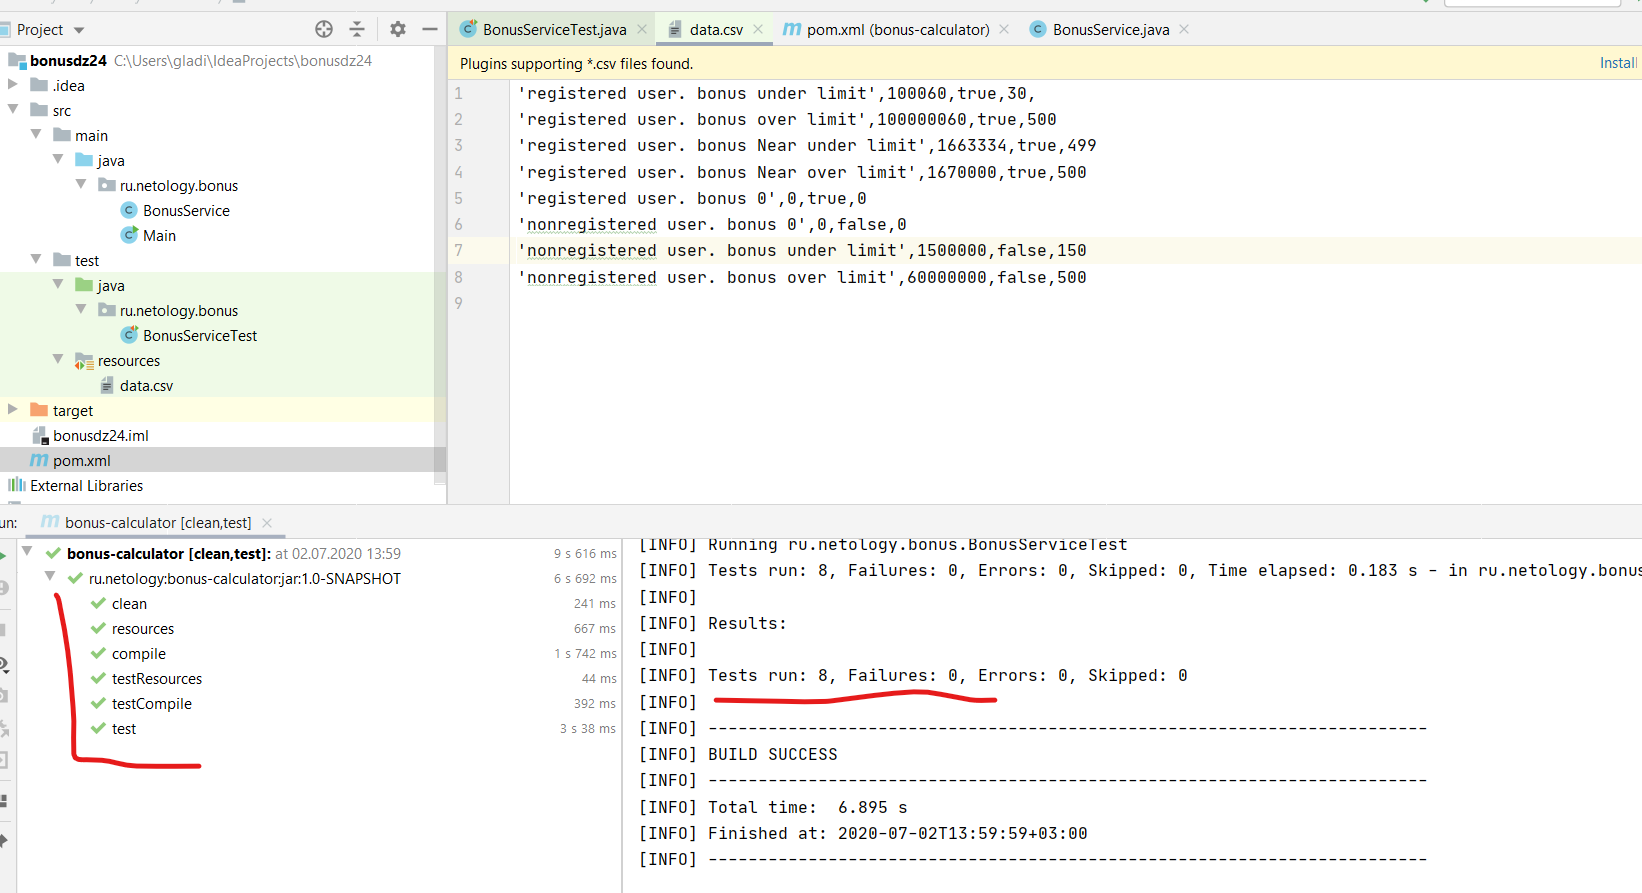 Project
bonusdz24 C:\Users\gladi\IdeaProjects\bonusdz24
.idea
src
main
java
ru.netology.bonus
BonusService
Main
test
java
ru.netology.bonus
BonusServiceTest
resources
data.csv
target
bonusdz24.iml
pom.xml
External Libraries
BonusServiceTest.java
data.csv
pom.xml (bonus-calculator)
BonusService.java
Plugins supporting *.csv files found.
Install
1 'registered user. bonus under limit',100060,true,30,
2 'registered user. bonus over limit',100000060,true,500
3 'registered user. bonus Near under limit',1663334,true,499
4 'registered user. bonus Near over limit',1670000,true,500
5 'registered user. bonus 0',0,true,0
6 'nonregistered user. bonus 0',0,false,0
7 'nonregistered user. bonus under limit',1500000,false,150
8 'nonregistered user. bonus over limit',60000000,false,500
9
un: bonus-calculator [clean,test]
bonus-calculator [clean,test]: at 02.07.2020 13:59 9 s 616 ms
ru.netology:bonus-calculator:jar:1.0-SNAPSHOT 6 s 692 ms
clean 241 ms
resources 667 ms
compile 1 s 742 ms
testResources 44 ms
testCompile 392 ms
test 3 s 38 ms
[INFO] Running ru.netology.bonus.BonusServiceTest
[INFO] Tests run: 8, Failures: 0, Errors: 0, Skipped: 0, Time elapsed: 0.183 s - in ru.netology.bonus
[INFO]
[INFO] Results:
[INFO]
[INFO] Tests run: 8, Failures: 0, Errors: 0, Skipped: 0
[INFO]
[INFO] ------------------------------------------------------------------------
[INFO] BUILD SUCCESS
[INFO] ------------------------------------------------------------------------
[INFO] Total time:  6.895 s
[INFO] Finished at: 2020-07-02T13:59:59+03:00
[INFO] ------------------------------------------------------------------------